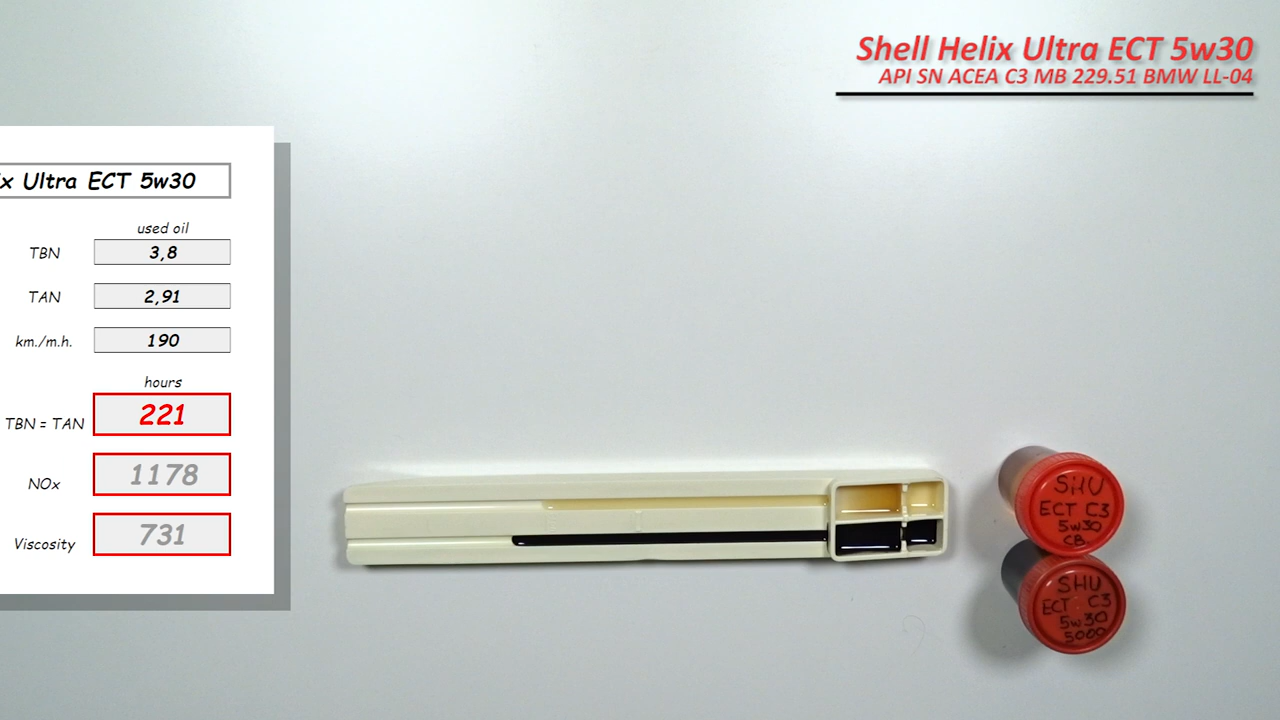 Shell Helix Ultra ECT 5w30
API SN ACEA C3 MB 229.51 BMW LL-04
x Ultra ECT 5w30
used oil
TBN 3,8
TAN 2,91
km./m.h. 190
hours
TBN = TAN 221
NOx 1178
Viscosity 731
SHU
ECT C3
5w30
CB
SHU
ECT C3
5w30
5000